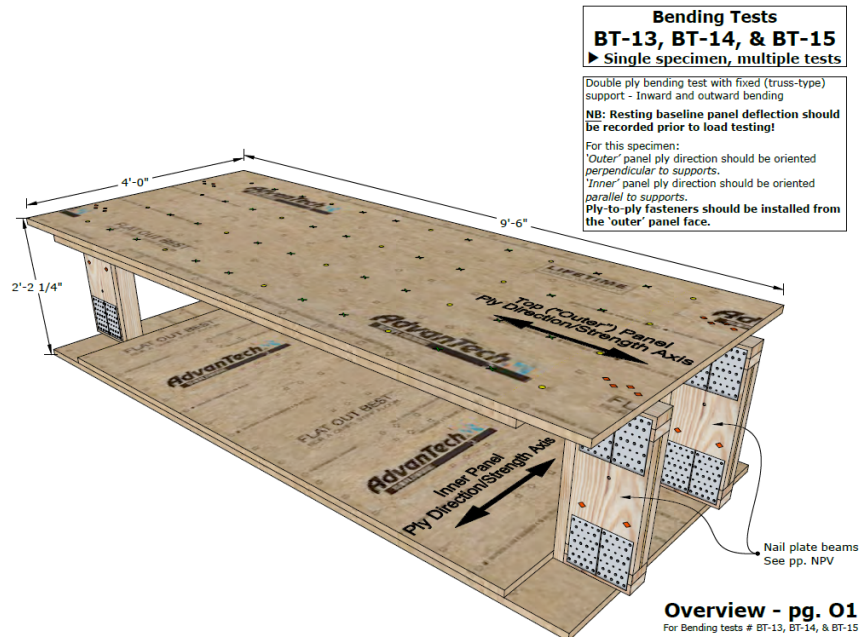 Bending Tests
BT-13, BT-14, & BT-15
▶ Single specimen, multiple tests
Double ply bending test with fixed (truss-type)
support - Inward and outward bending
NB: Resting baseline panel deflection should
be recorded prior to load testing!
For this specimen:
'Outer' panel ply direction should be oriented
perpendicular to supports.
'Inner' panel ply direction should be oriented
parallel to supports.
Ply-to-ply fasteners should be installed from
the 'outer' panel face.
4'-0"
9'-6"
2'-2 1/4"
AdvanTech
FLAT OUT BEST
LIFETIME
Top ("Outer") Panel
Ply Direction/Strength Axis
Ad
AdvanTech
FL
FLAT OUT BEST
AdvanTech
FLAT OUT BEST
AdvanTech
Inner Panel
Ply Direction/Strength Axis
Nail plate beams
See pp. NPV
Overview - pg. O1
For Bending tests # BT-13, BT-14, & BT-15